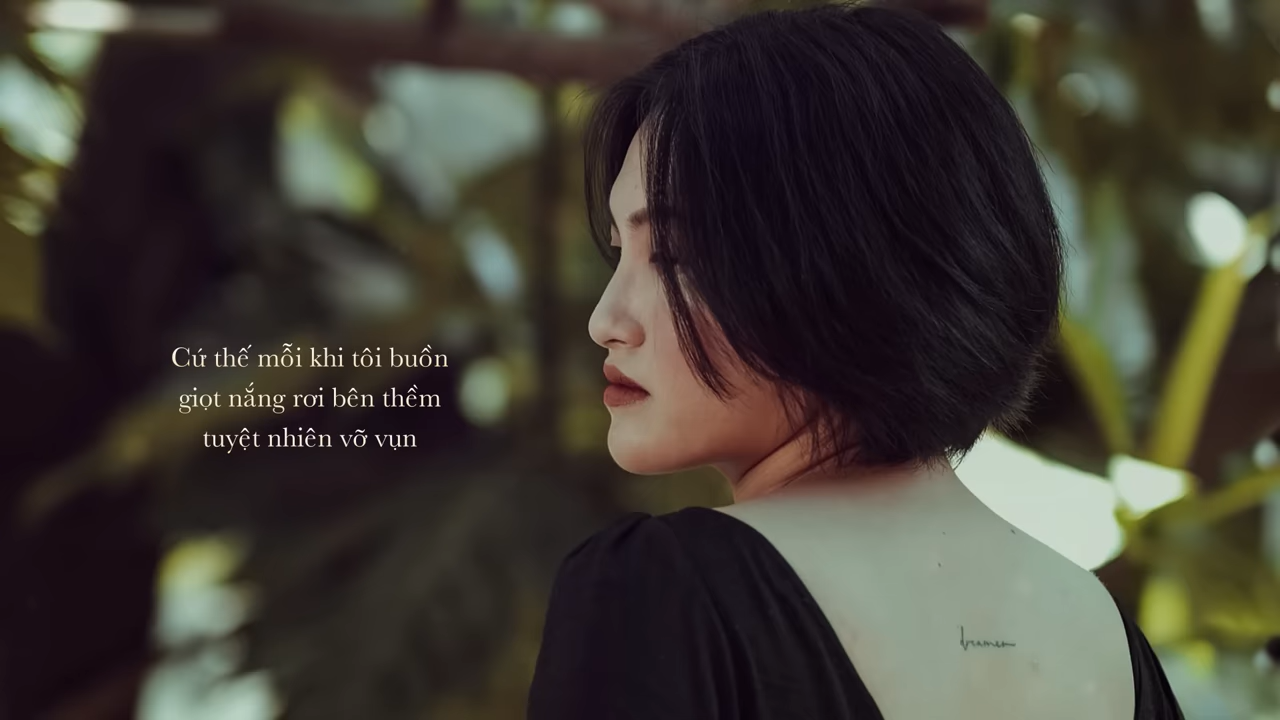 Cứ thế mỗi khi tôi buồn
giọt nắng rơi bên thềm
tuyệt nhiên vỡ vụn